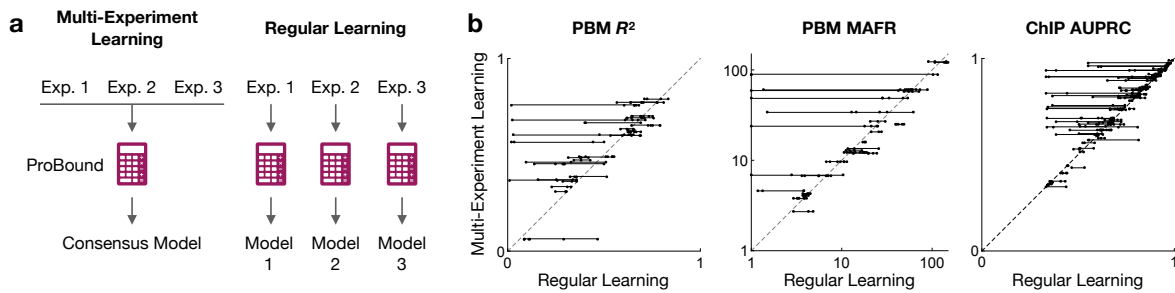 a
Multi-Experiment
Learning
Regular Learning
Exp. 1 Exp. 2 Exp. 3
Exp. 1 Exp. 2 Exp. 3
ProBound
Consensus Model
Model Model Model
1 2 3
b
PBM R²
PBM MAFR
ChIP AUPRC
Multi-Experiment Learning
1
0
0 1
Regular Learning
100
10
1
1 10 100
Regular Learning
1
0
0 1
Regular Learning